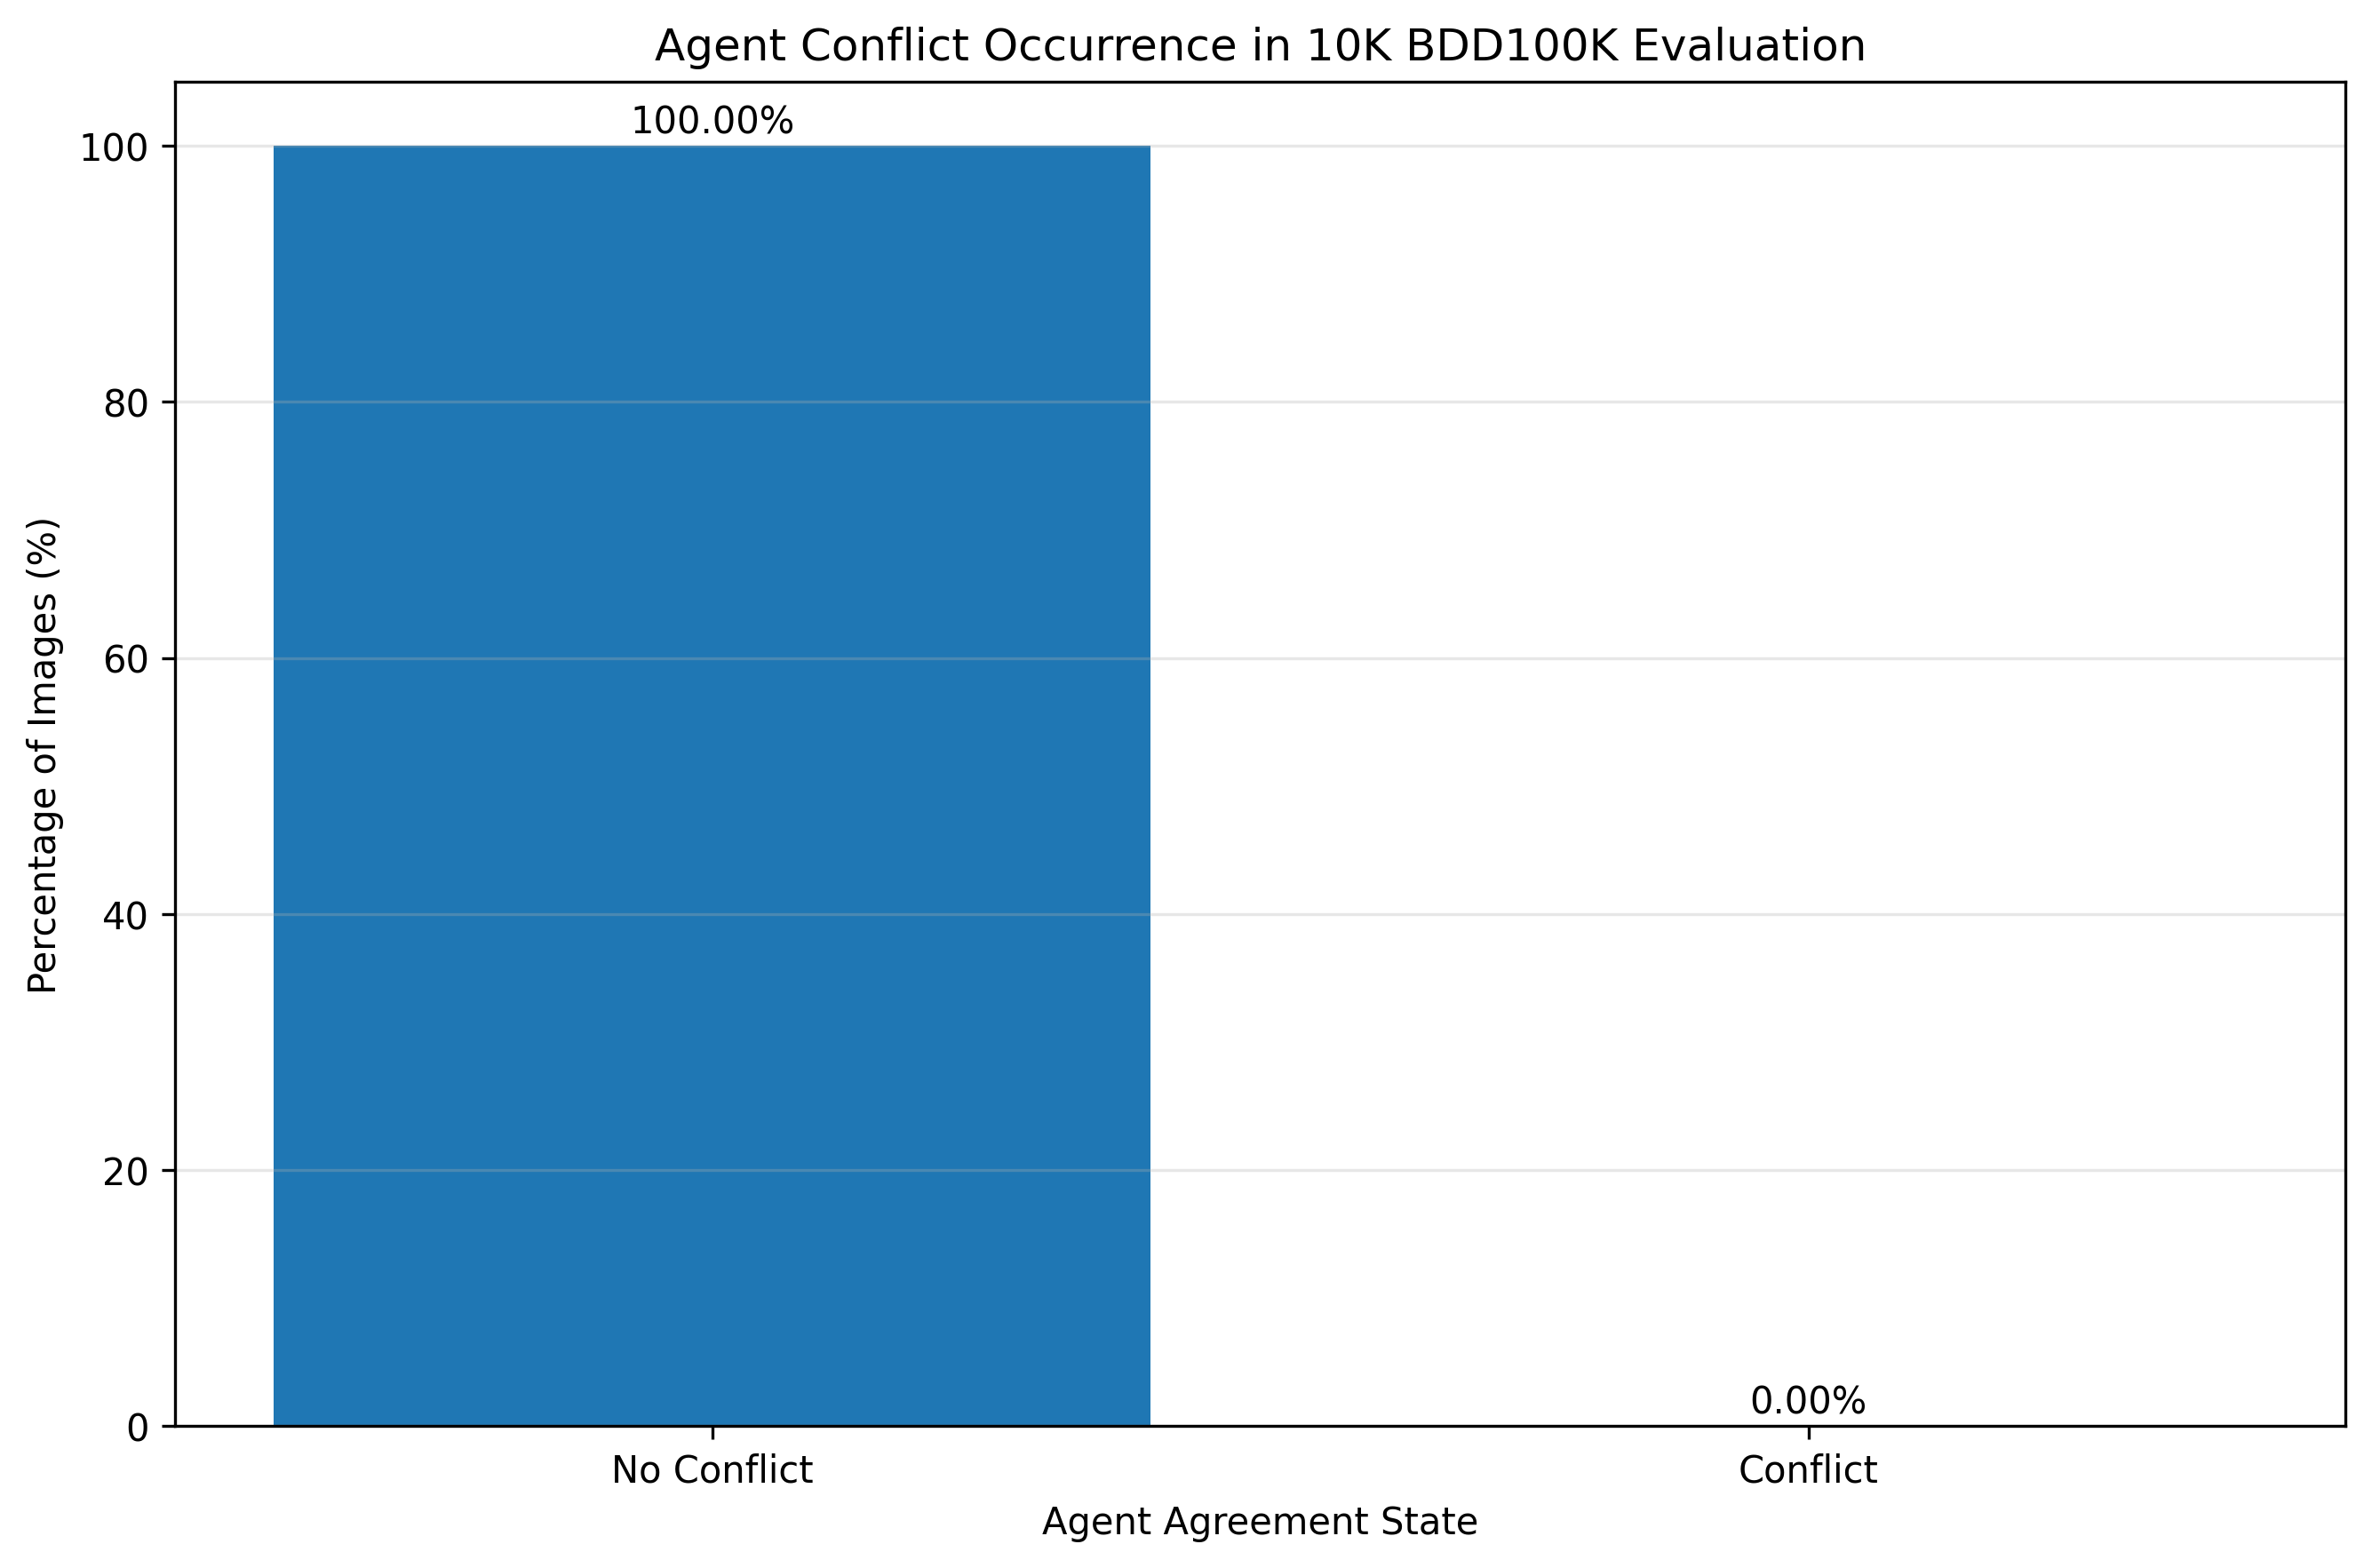 Agent Conflict Occurrence in 10K BDD100K Evaluation
100.00%
100
80
60
40
20
0
Percentage of Images (%)
0.00%
No Conflict
Conflict
Agent Agreement State